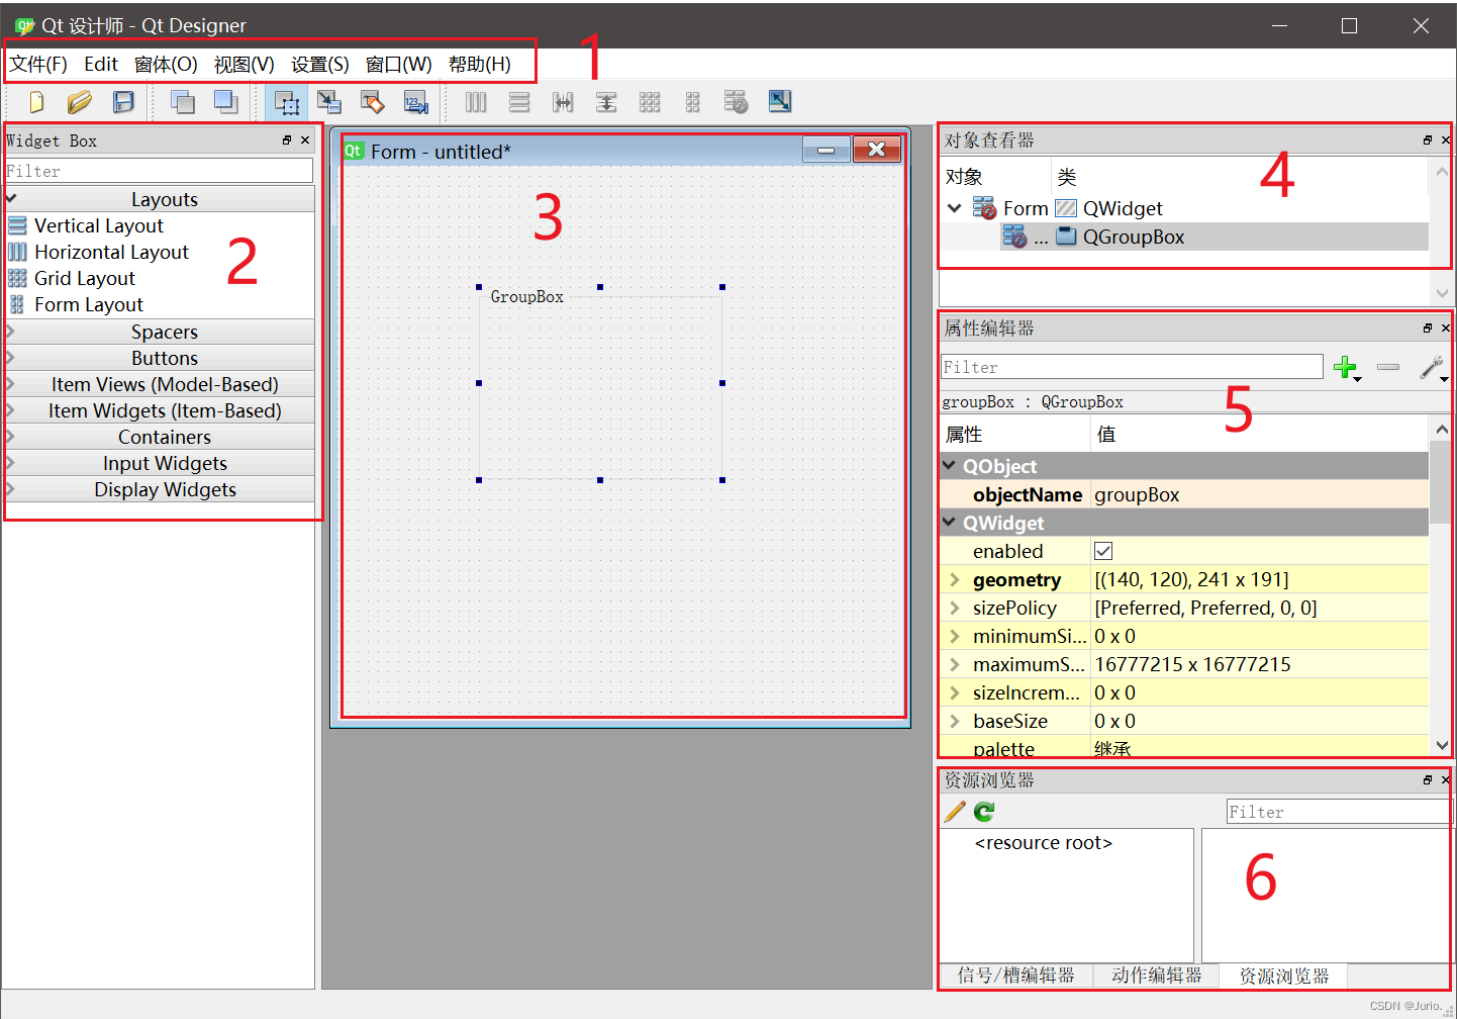 Qt 设计师 - Qt Designer
文件(F) Edit 窗体(O) 视图(V) 设置(S) 窗口(W) 帮助(H)
1
Widget Box
Filter
Layouts
Vertical Layout
Horizontal Layout
Grid Layout
Form Layout
2
Spacers
Buttons
Item Views (Model-Based)
Item Widgets (Item-Based)
Containers
Input Widgets
Display Widgets
Qt Form - untitled*
3
GroupBox
对象查看器
对象 类
4
Form QWidget
... QGroupBox
属性编辑器
Filter
groupBox : QGroupBox
5
属性 值
QObject
objectName groupBox
QWidget
enabled
geometry [(140, 120), 241 x 191]
sizePolicy [Preferred, Preferred, 0, 0]
minimumSi... 0 x 0
maximumS... 16777215 x 16777215
sizeIncrem... 0 x 0
baseSize 0 x 0
palette 继承
资源浏览器
Filter
<resource root>
6
信号/槽编辑器 动作编辑器 资源浏览器
CSDN @Jurio.